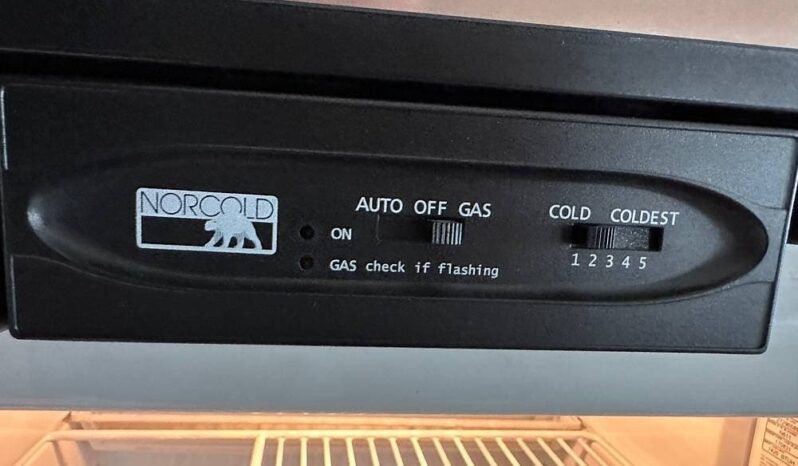 NORCOLD
AUTO OFF GAS
ON
GAS check if flashing
COLD COLDEST
1 2 3 4 5